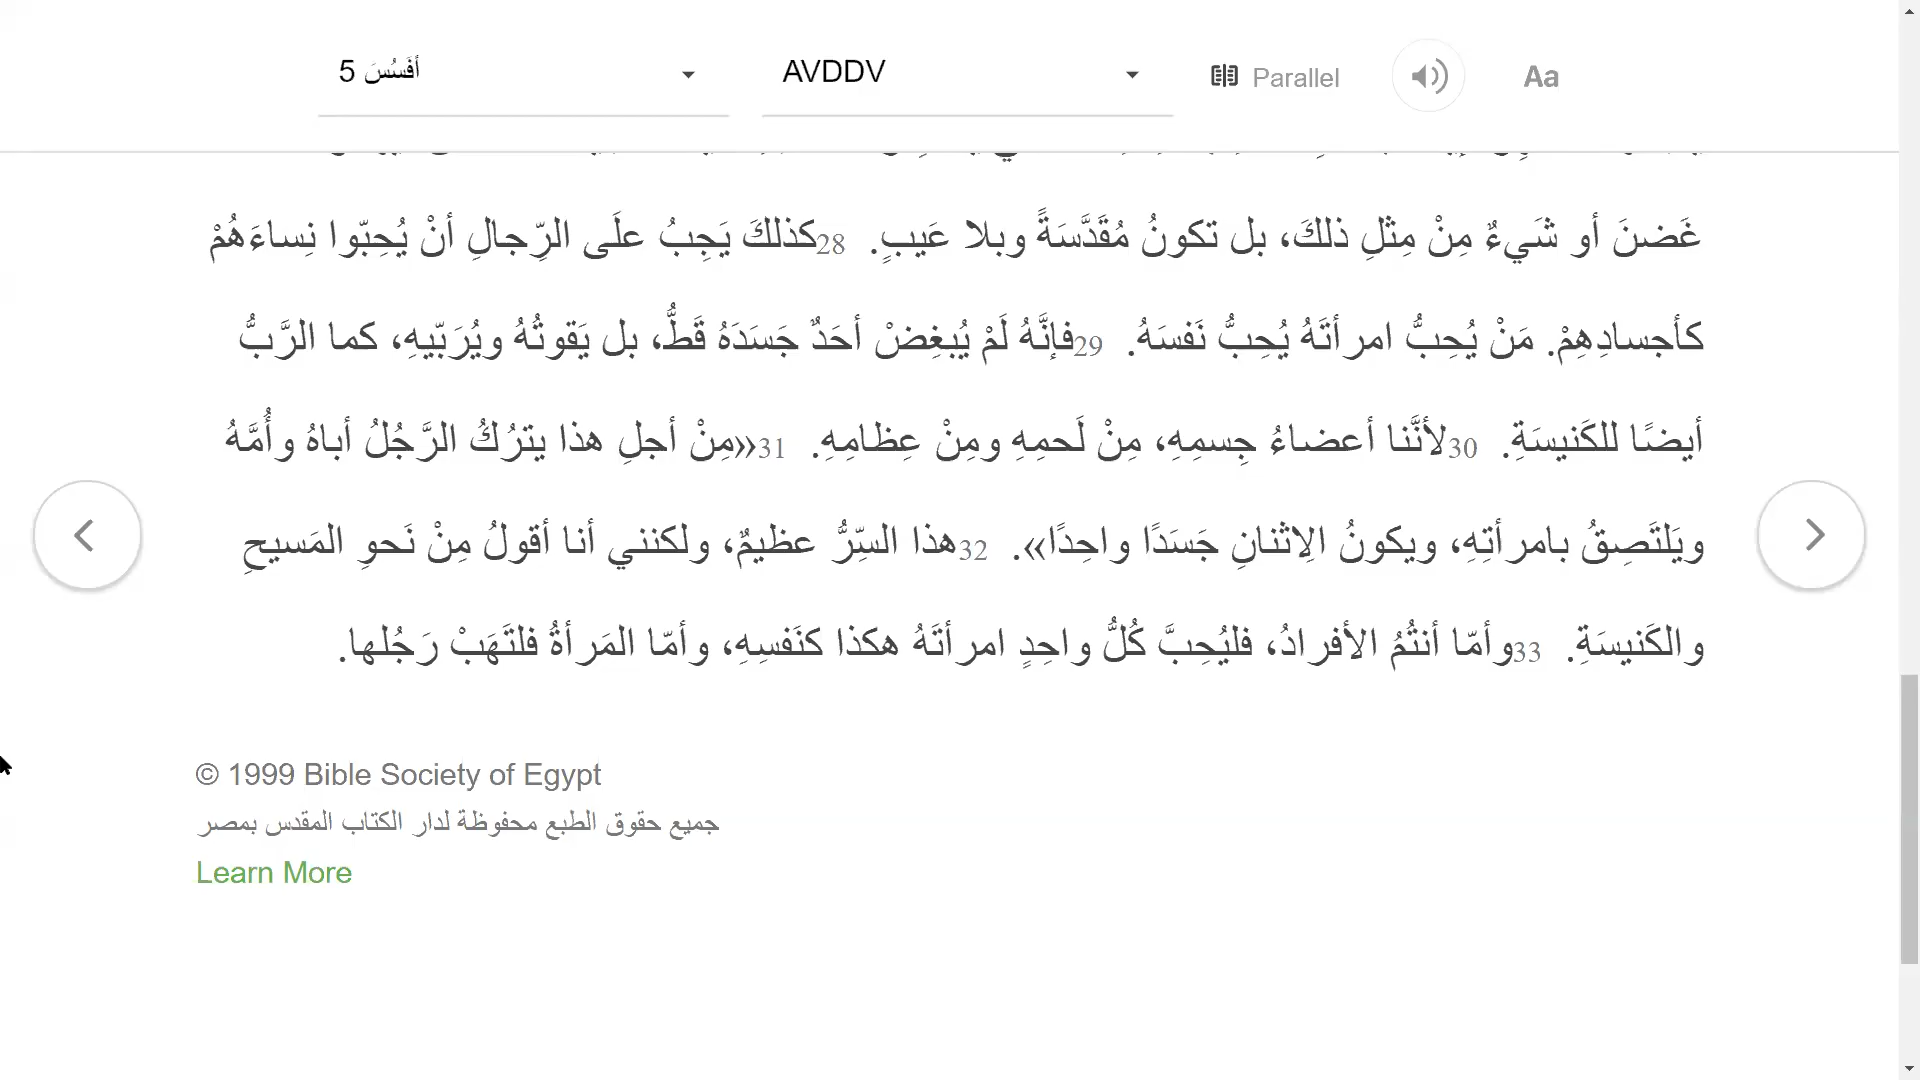 أفَسُسَ 5
AVDDV
Parallel
Aa
غَضنَ أو شَيءٌ مِنْ مِثلِ ذلكَ، بل تكونُ مُقَدَّسَةً وبلا عَيبٍ. 28كذلكَ يَجِبُ علَى الرِّجالِ أنْ يُحِبّوا نِساءَهُمْ
كأجسادِهِمْ. مَنْ يُحِبُّ امرأتَهُ يُحِبُّ نَفسَهُ. 29فإنَّهُ لَمْ يُبغِضْ أحَدٌ جَسَدَهُ قَطُّ، بل يَقوتُهُ ويُرَبّيهِ، كما الرَّبُّ
أيضًا للكَنيسَةِ. 30لأنَّنا أعضاءُ جِسمِهِ، مِنْ لَحمِهِ ومِنْ عِظامِهِ. 31«مِنْ أجلِ هذا يترُكُ الرَّجُلُ أباهُ وأُمَّهُ
ويَلتَصِقُ بامرأتِهِ، ويكونُ الِاثنانِ جَسَدًا واحِدًا». 32هذا السِّرُّ عظيمٌ، ولكنني أنا أقولُ مِنْ نَحوِ المَسيحِ
والكَنيسَةِ. 33وأمّا أنتُمُ الأفرادُ، فليُحِبَّ كُلُّ واحِدٍ امرأتَهُ هكذا كنَفسِهِ، وأمّا المَرأةُ فلتَهَبْ رَجُلها.
© 1999 Bible Society of Egypt
جميع حقوق الطبع محفوظة لدار الكتاب المقدس بمصر
Learn More